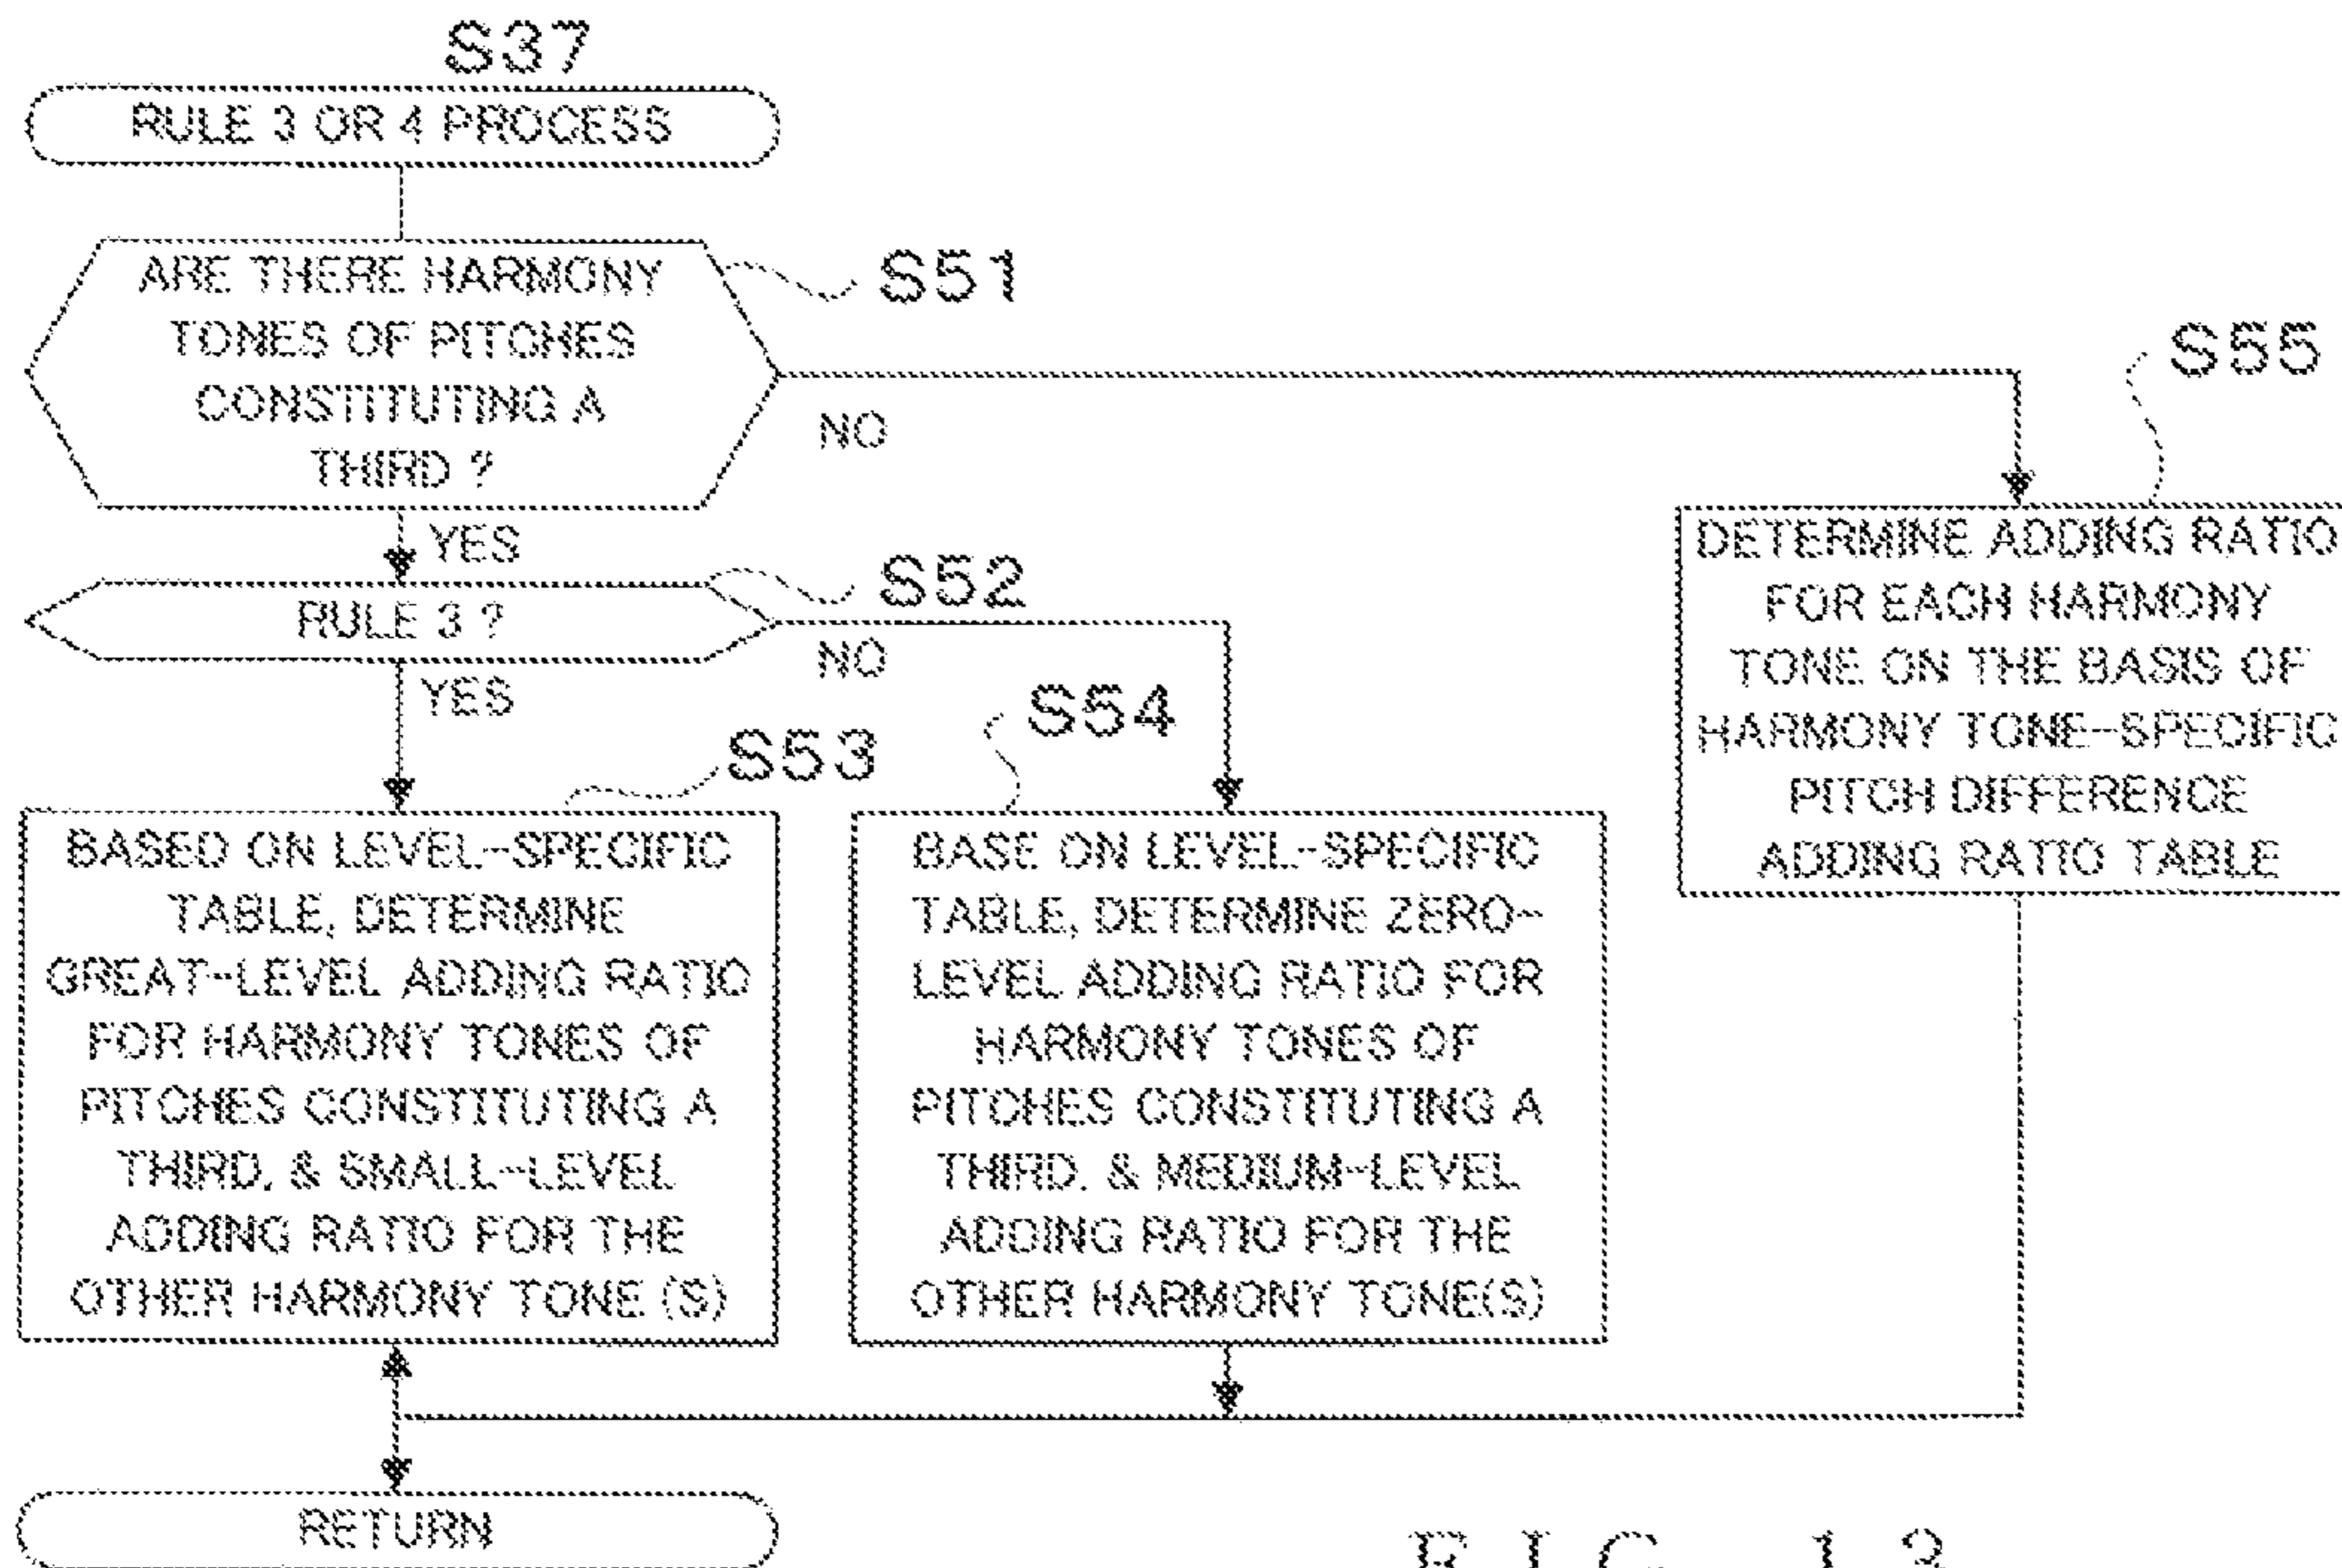 S37
RULE 3 OR 4 PROCESS
ARE THERE HARMONY
TONES OF PITCHES
CONSTITUTING A
THIRD ?
S51
NO
YES
S55
DETERMINE ADDING RATIO
FOR EACH HARMONY
TONE ON THE BASIS OF
HARMONY TONE-SPECIFIC
PITCH DIFFERENCE
ADDING RATIO TABLE
RULE 3 ?
S52
NO
YES
S53
BASED ON LEVEL-SPECIFIC
TABLE, DETERMINE
GREAT-LEVEL ADDING RATIO
FOR HARMONY TONES OF
PITCHES CONSTITUTING A
THIRD, & SMALL-LEVEL
ADDING RATIO FOR THE
OTHER HARMONY TONE (S)
S54
BASE ON LEVEL-SPECIFIC
TABLE, DETERMINE ZERO-
LEVEL ADDING RATIO FOR
HARMONY TONES OF
PITCHES CONSTITUTING A
THIRD. & MEDIUM-LEVEL
ADDING RATIO FOR THE
OTHER HARMONY TONE(S)
RETURN
FIG. 13